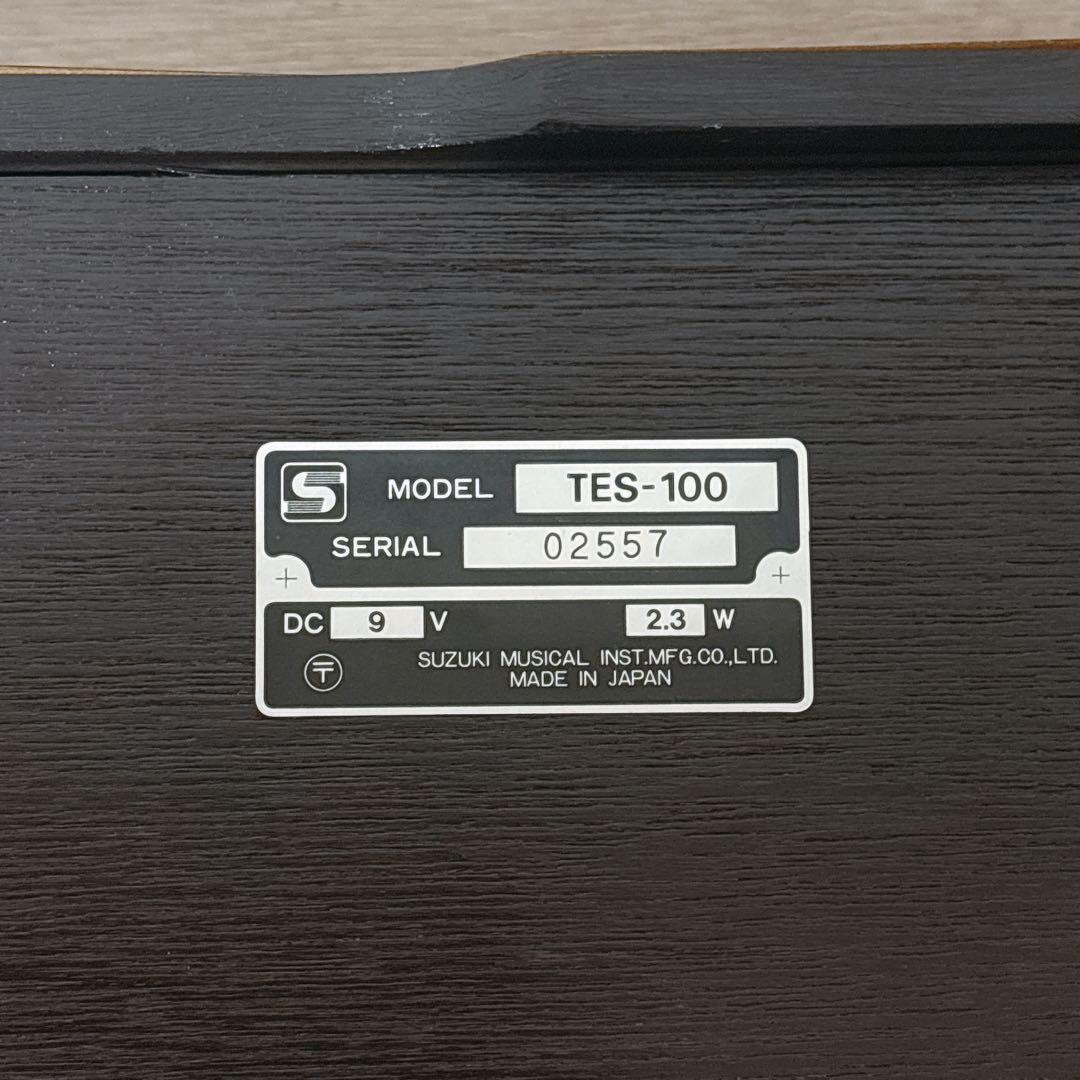 S MODEL TES-100
SERIAL 02557
DC 9 V 2.3 W
〒 SUZUKI MUSICAL INST.MFG.CO.,LTD.
MADE IN JAPAN